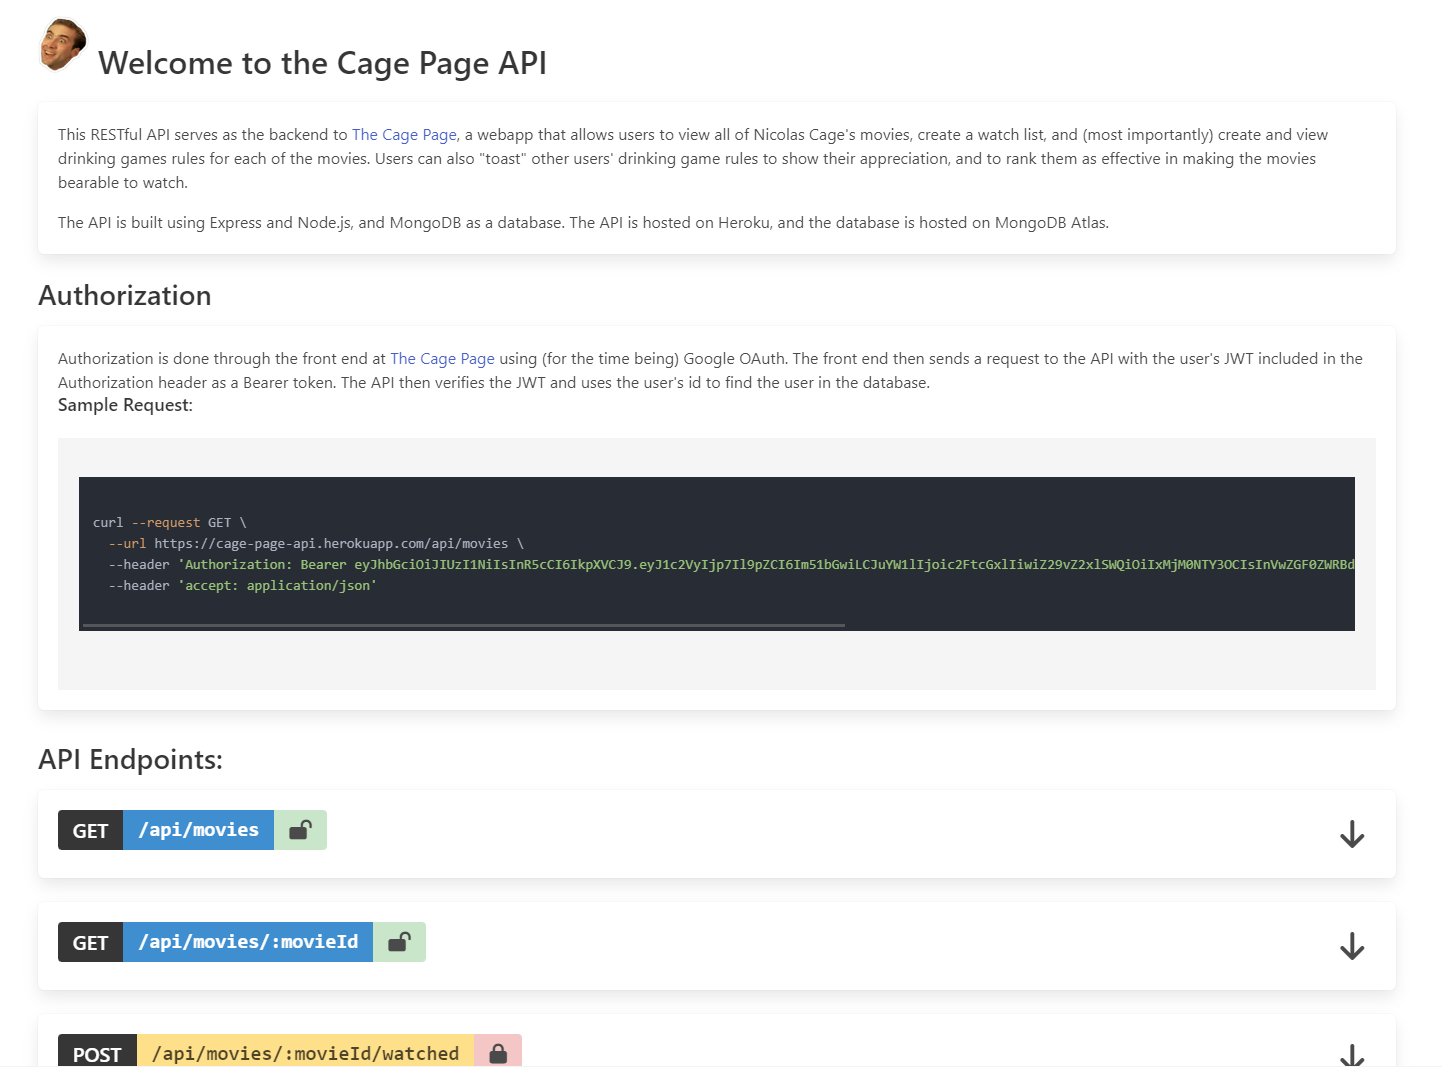 Welcome to the Cage Page API
This RESTful API serves as the backend to The Cage Page, a webapp that allows users to view all of Nicolas Cage's movies, create a watch list, and (most importantly) create and view
drinking games rules for each of the movies. Users can also "toast" other users' drinking game rules to show their appreciation, and to rank them as effective in making the movies
bearable to watch.
The API is built using Express and Node.js, and MongoDB as a database. The API is hosted on Heroku, and the database is hosted on MongoDB Atlas.
Authorization
Authorization is done through the front end at The Cage Page using (for the time being) Google OAuth. The front end then sends a request to the API with the user's JWT included in the
Authorization header as a Bearer token. The API then verifies the JWT and uses the user's id to find the user in the database.
Sample Request:
curl --request GET \
--url https://cage-page-api.herokuapp.com/api/movies \
--header 'Authorization: Bearer eyJhbGciOiJIUzI1NiIsInR5cCI6IkpXVCJ9.eyJ1c2VyIjp7Il9pZCI6Im51bGwiLCJuYW1lIjoic2FtcGxlIiwiZ29vZ2xlSWQiOiIxMjM0NTY3OCIsInVwZGF0ZWRBd
--header 'accept: application/json'
API Endpoints:
GET /api/movies
GET /api/movies/:movieId
POST /api/movies/:movieId/watched